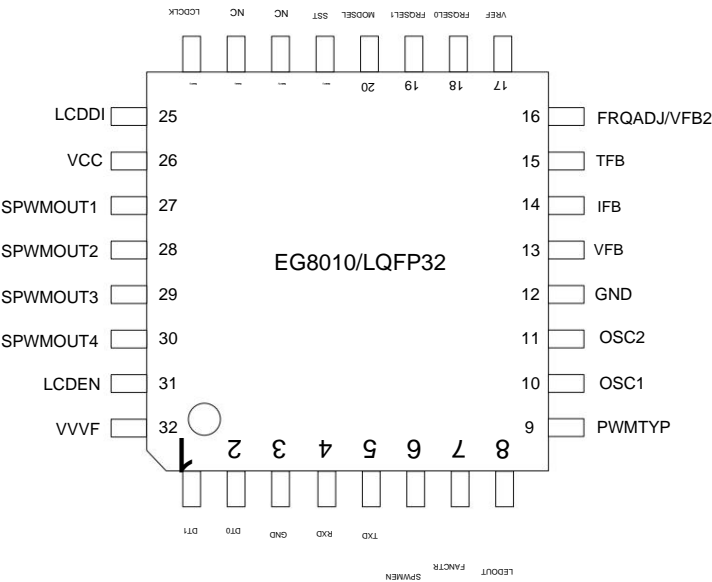 LCDCLK NC NC SST MODSEL FRQSEL1 FRQSEL0 VREF
20 19 18 17
LCDDI 25 16 FRQADJ/VFB2
VCC 26 15 TFB
SPWMOUT1 27 14 IFB
SPWMOUT2 28 13 VFB
EG8010/LQFP32
SPWMOUT3 29 12 GND
SPWMOUT4 30 11 OSC2
LCDEN 31 10 OSC1
VVVF 32 9 PWMTYP
1 2 3 4 5 6 7 8
DT1 DT0 GND RXD TXD SPWMEN FANCTR LEDOUT